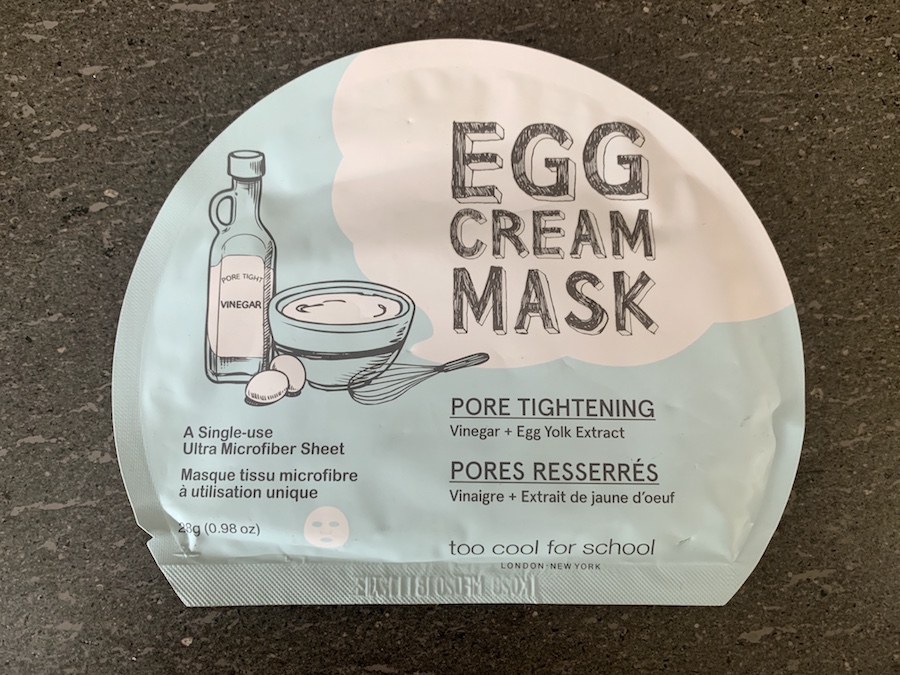 EGG
CREAM
MASK
PORE TIGHT
VINEGAR
PORE TIGHTENING
Vinegar + Egg Yolk Extract
PORES RESSERRÉS
Vinaigre + Extrait de jaune d'oeuf
A Single-use
Ultra Microfiber Sheet
Masque tissu microfibre
à utilisation unique
28g (0.98 oz)
too cool for school
LONDON·NEW YORK